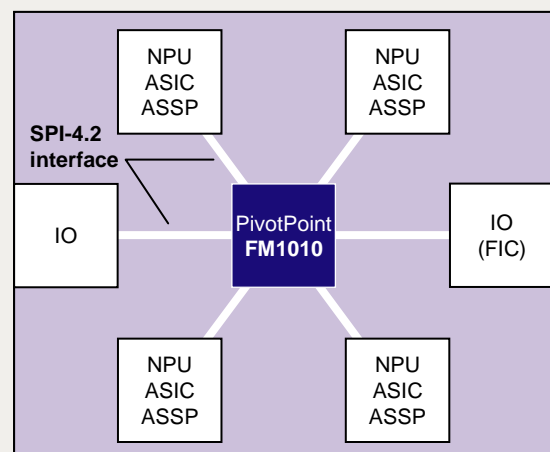 NPU
ASIC
ASSP
NPU
ASIC
ASSP
SPI-4.2
interface
IO
PivotPoint
FM1010
IO
(FIC)
NPU
ASIC
ASSP
NPU
ASIC
ASSP